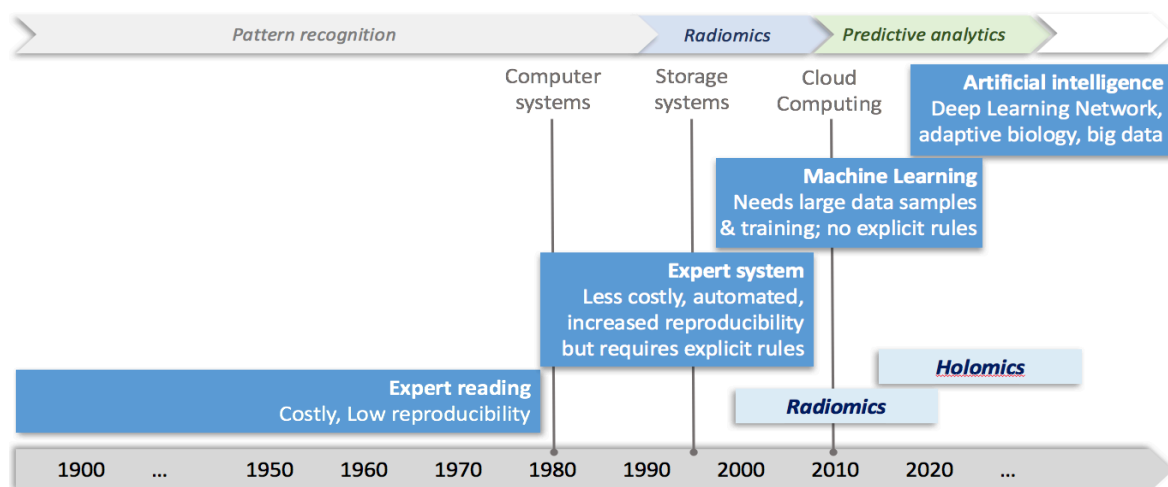 Pattern recognition
Radiomics
Predictive analytics
Computer
systems
Storage
systems
Cloud
Computing
Artificial intelligence
Deep Learning Network,
adaptive biology, big data
Machine Learning
Needs large data samples
& training; no explicit rules
Expert system
Less costly, automated,
increased reproducibility
but requires explicit rules
Holomics
Expert reading
Costly, Low reproducibility
Radiomics
1900 ... 1950 1960 1970 1980 1990 2000 2010 2020 ...